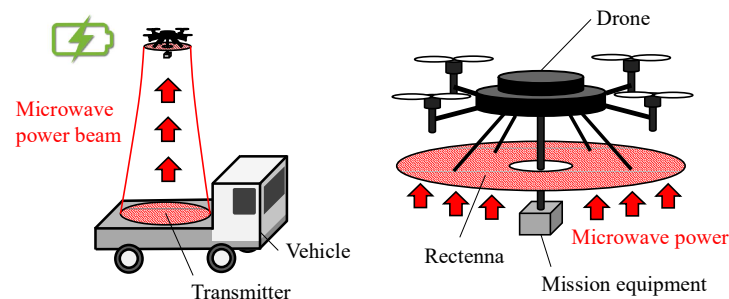 Microwave
power beam
Vehicle
Transmitter
Drone
Rectenna
Microwave power
Mission equipment